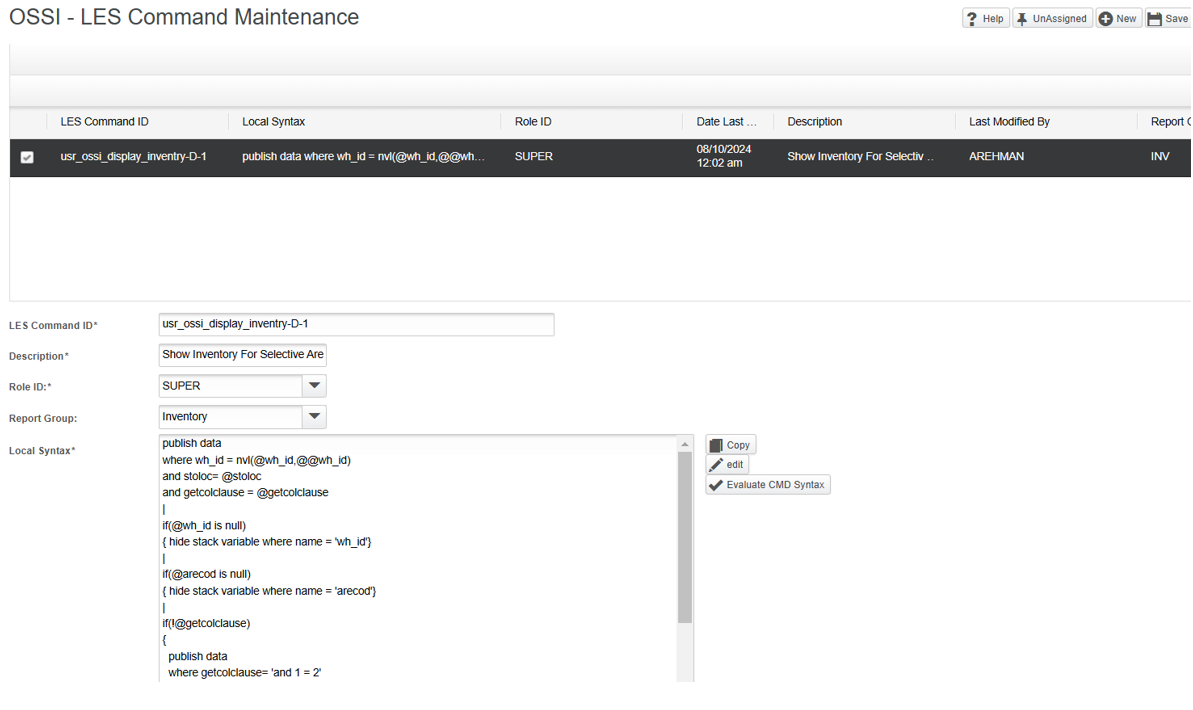 OSSI - LES Command Maintenance
Help UnAssigned New Save
LES Command ID Local Syntax Role ID Date Last ... Description Last Modified By Report
usr_ossi_display_inventry-D-1 publish data where wh_id = nvl(@wh_id,@@wh... SUPER 08/10/2024 12:02 am Show Inventory For Selectiv .. AREHMAN INV
LES Command ID* usr_ossi_display_inventry-D-1
Description* Show Inventory For Selective Are
Role ID:* SUPER
Report Group: Inventory
Local Syntax*
publish data
where wh_id = nvl(@wh_id,@@wh_id)
and stoloc= @stoloc
and getcolclause = @getcolclause
|
if(@wh_id is null)
{ hide stack variable where name = 'wh_id'}
|
if(@arecod is null)
{ hide stack variable where name = 'arecod'}
|
if(!@getcolclause)
{
publish data
where getcolclause= 'and 1 = 2'
Copy
edit
Evaluate CMD Syntax